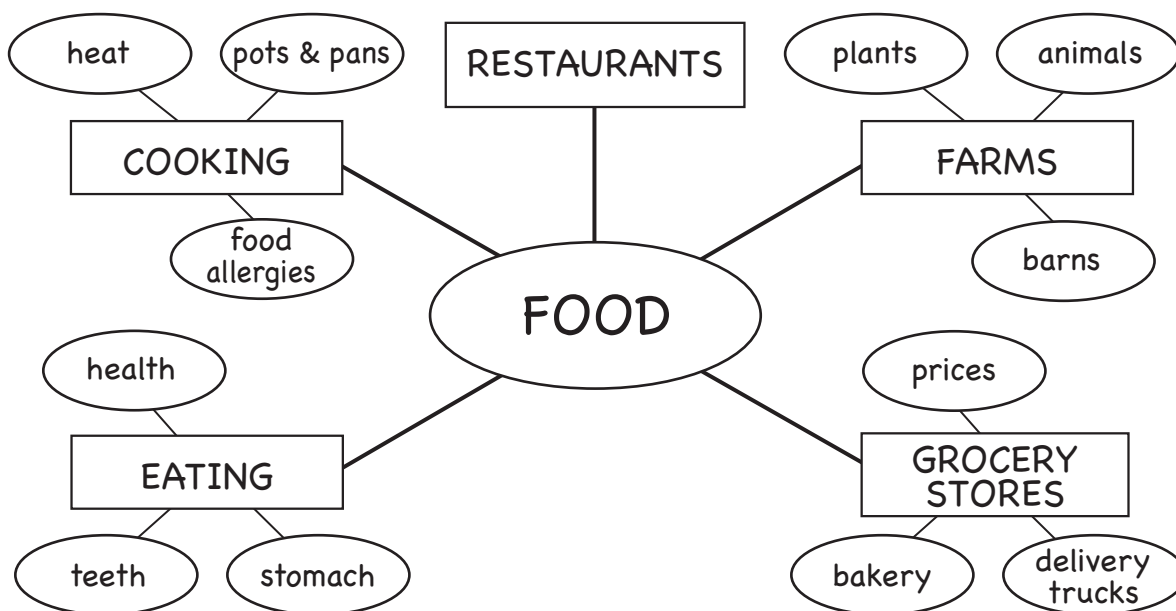 heat
pots & pans
RESTAURANTS
plants
animals
COOKING
FARMS
food
allergies
barns
FOOD
health
prices
EATING
GROCERY
STORES
teeth
stomach
bakery
delivery
trucks